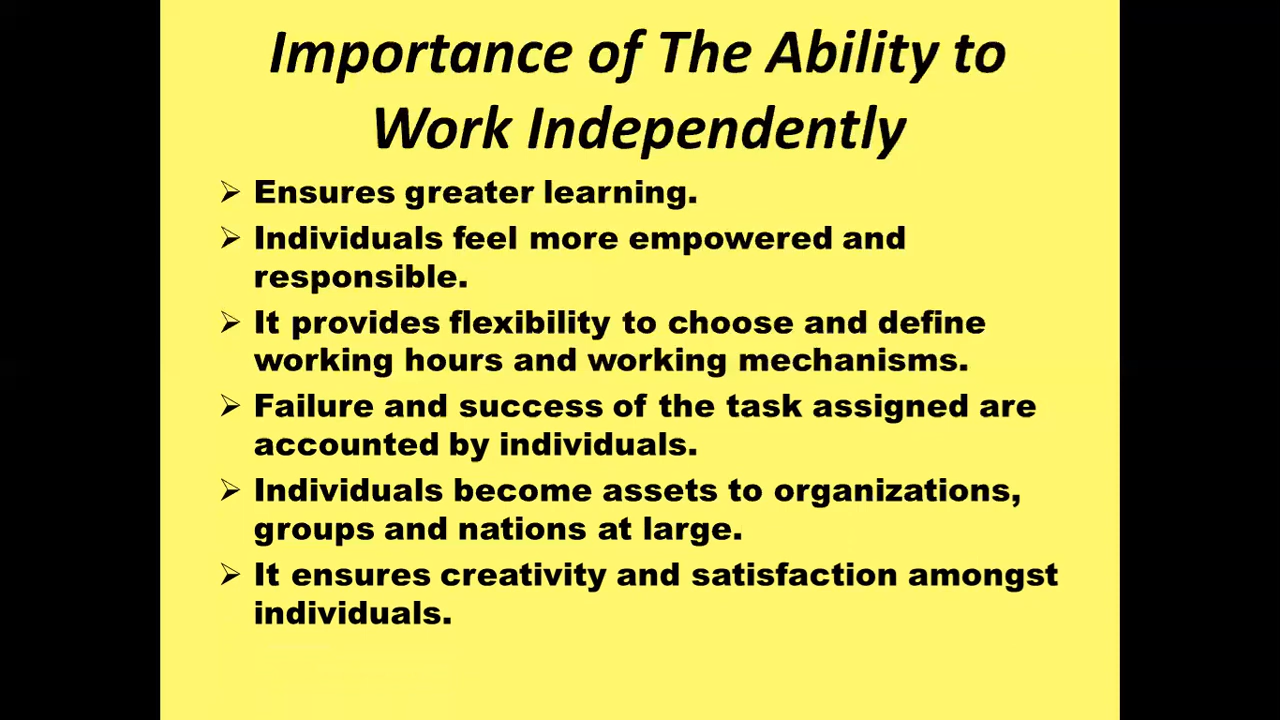 Importance of The Ability to
Work Independently
➢ Ensures greater learning.
➢ Individuals feel more empowered and
responsible.
➢ It provides flexibility to choose and define
working hours and working mechanisms.
➢ Failure and success of the task assigned are
accounted by individuals.
➢ Individuals become assets to organizations,
groups and nations at large.
➢ It ensures creativity and satisfaction amongst
individuals.